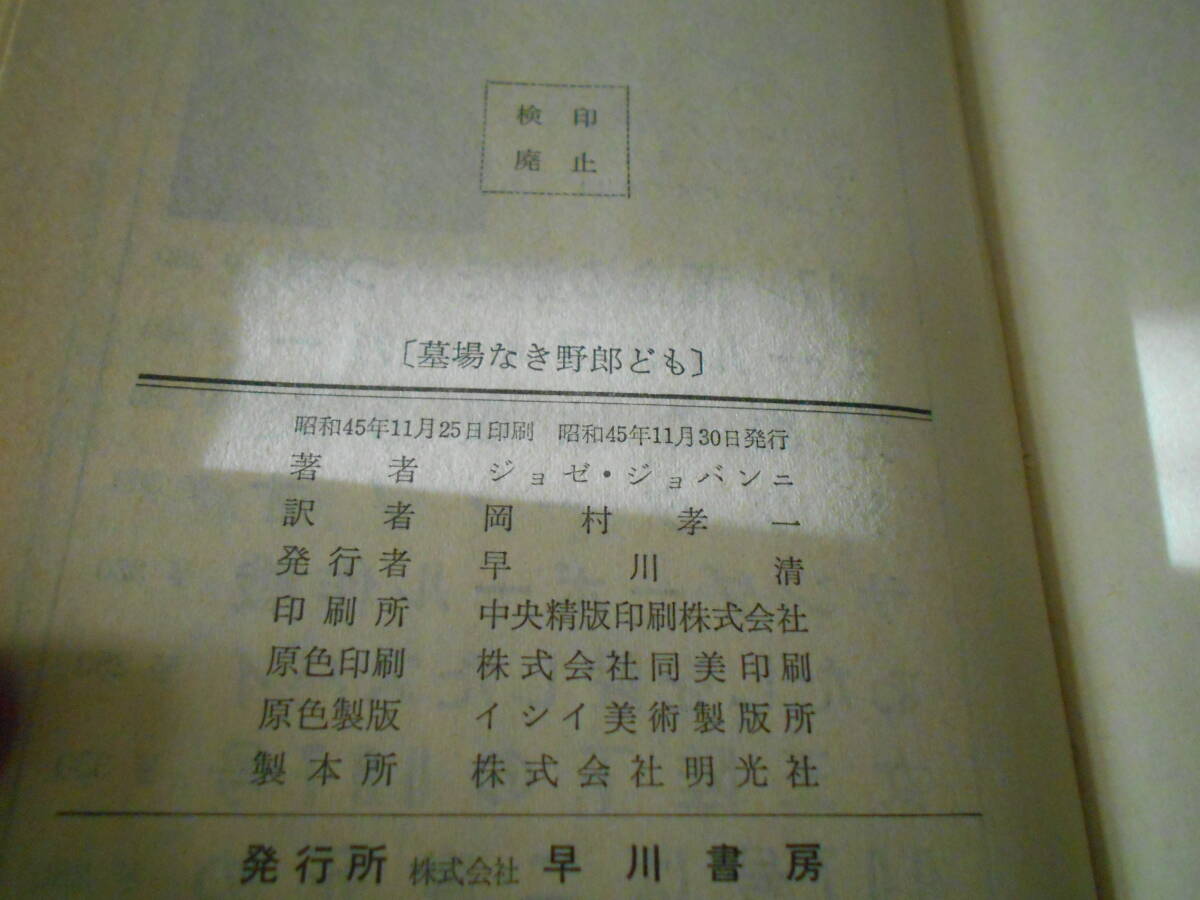 検印
廃止
〔墓場なき野郎ども〕
昭和45年11月25日印刷 昭和45年11月30日発行
著者 ジョゼ・ジョバンニ
訳者 岡村孝一
発行者 早川清
印刷所 中央精版印刷株式会社
原色印刷 株式会社同美印刷
原色製版 イシイ美術製版所
製本所 株式会社明光社
発行所 株式会社 早川書房